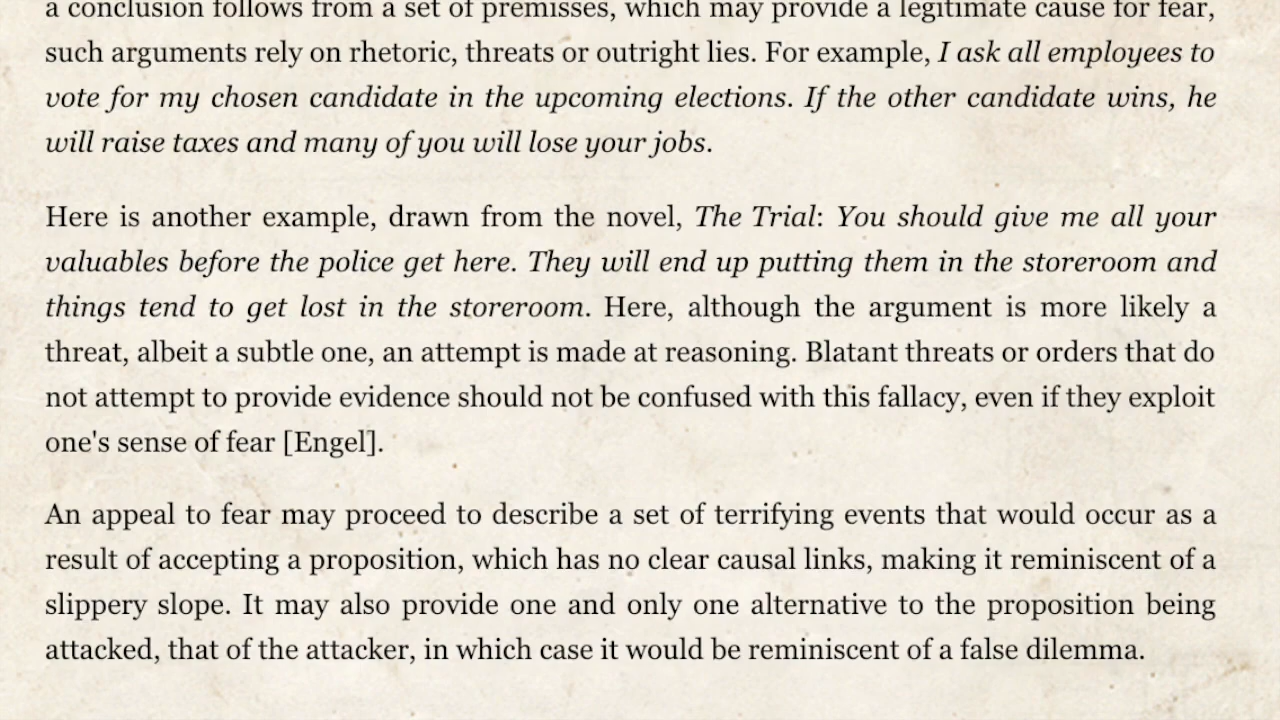 a conclusion follows from a set of premisses, which may provide a legitimate cause for fear,
such arguments rely on rhetoric, threats or outright lies. For example, I ask all employees to
vote for my chosen candidate in the upcoming elections. If the other candidate wins, he
will raise taxes and many of you will lose your jobs.
Here is another example, drawn from the novel, The Trial: You should give me all your
valuables before the police get here. They will end up putting them in the storeroom and
things tend to get lost in the storeroom. Here, although the argument is more likely a
threat, albeit a subtle one, an attempt is made at reasoning. Blatant threats or orders that do
not attempt to provide evidence should not be confused with this fallacy, even if they exploit
one's sense of fear [Engel].
An appeal to fear may proceed to describe a set of terrifying events that would occur as a
result of accepting a proposition, which has no clear causal links, making it reminiscent of a
slippery slope. It may also provide one and only one alternative to the proposition being
attacked, that of the attacker, in which case it would be reminiscent of a false dilemma.